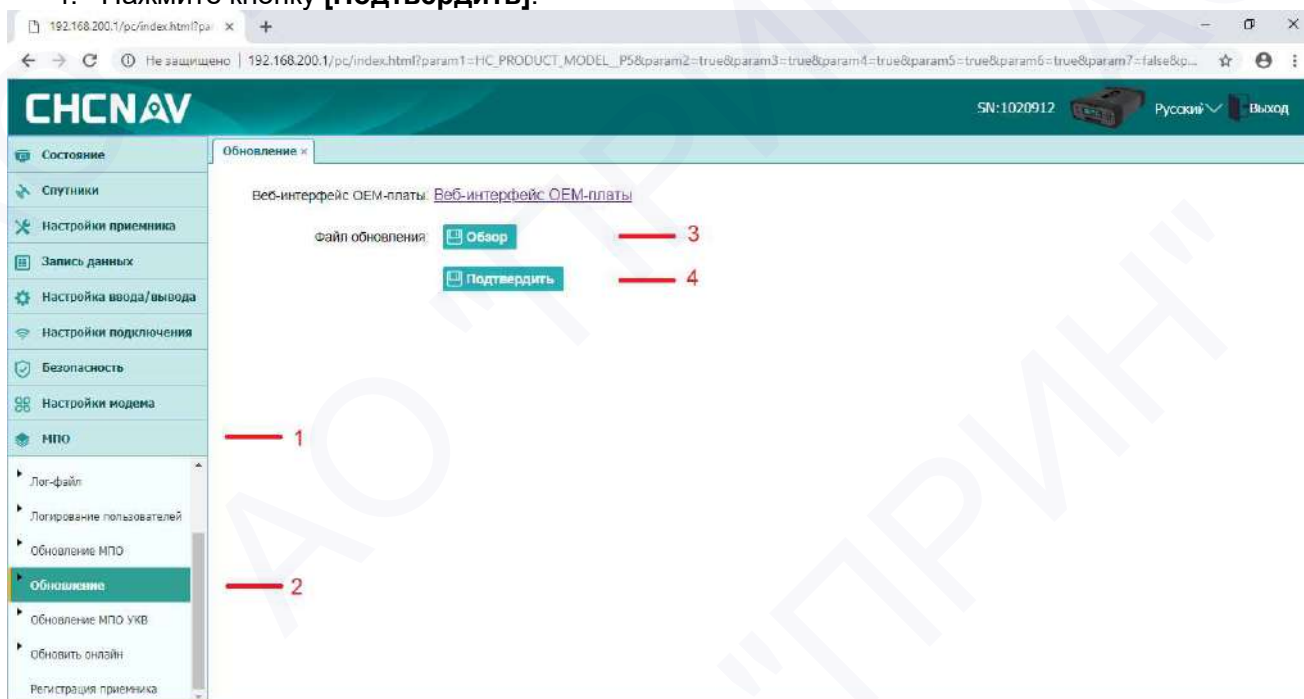 4. Нажмите кнопку [Подтвердить].
192.168.200.1/pc/index.html?pa
Не защищено | 192.168.200.1/pc/index.html?param1=HC_PRODUCT_MODEL__P5&param2=true&param3=true&param4=true&param5=true&param6=true&param7=false&p...
CHCNAV
SN:1020912
Русский
Выход
Состояние
Обновление ×
Спутники
Веб-интерфейс OEM-платы: Веб-интерфейс OEM-платы
Настройки приемника
Файл обновления:
Обзор
3
Запись данных
Подтвердить
4
Настройка ввода/вывода
Настройки подключения
Безопасность
Настройки модема
МПО
1
Лог-файл
Логирование пользователей
Обновление МПО
Обновление
2
Обновление МПО УКВ
Обновить онлайн
Регистрация приемника
АО "ПРИН"
АО "ПРИН"